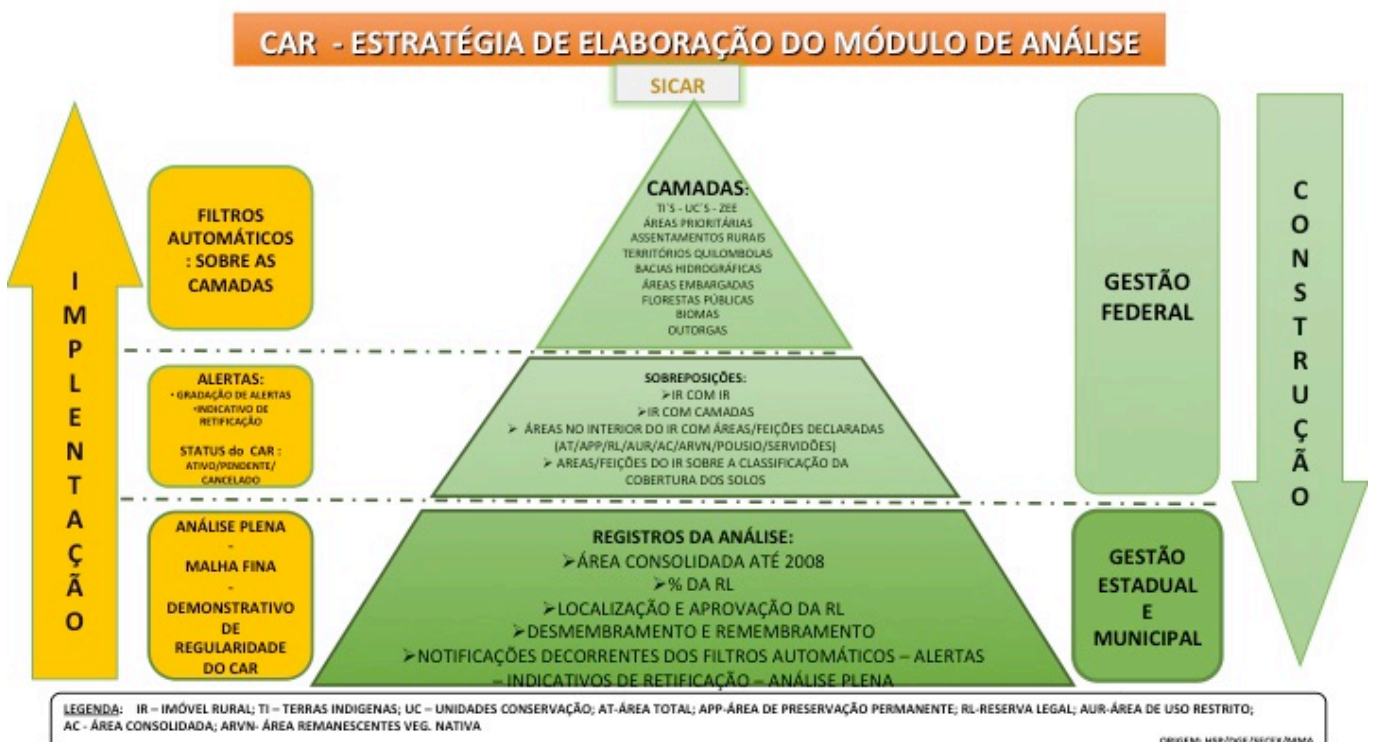 CAR - ESTRATÉGIA DE ELABORAÇÃO DO MÓDULO DE ANÁLISE
SICAR
IMPLENTAÇÃO
FILTROS
AUTOMÁTICOS
: SOBRE AS
CAMADAS
CAMADAS:
TI´S - UC´S - ZEE
ÁREAS PRIORITÁRIAS
ASSENTAMENTOS RURAIS
TERRITÓRIOS QUILOMBOLAS
BACIAS HIDROGRÁFICAS
ÁREAS EMBARGADAS
FLORESTAS PÚBLICAS
BIOMAS
OUTORGAS
GESTÃO
FEDERAL
CONSTRUÇÃO
ALERTAS:
• GRADAÇÃO DE ALERTAS
•INDICATIVO DE
RETIFICAÇÃO
STATUS do CAR :
ATIVO/PENDENTE/
CANCELADO
SOBREPOSIÇÕES:
➢IR COM IR
➢IR COM CAMADAS
➢ ÁREAS NO INTERIOR DO IR COM ÁREAS/FEIÇÕES DECLARADAS
(AT/APP/RL/AUR/AC/ARVN/POUSIO/SERVIDÕES)
➢ AREAS/FEIÇÕES DO IR SOBRE A CLASSIFICAÇÃO DA
COBERTURA DOS SOLOS
ANÁLISE PLENA
-
MALHA FINA
-
DEMONSTRATIVO
DE
REGULARIDADE
DO CAR
REGISTROS DA ANÁLISE:
➢ÁREA CONSOLIDADA ATÉ 2008
➢% DA RL
➢LOCALIZAÇÃO E APROVAÇÃO DA RL
➢DESMEMBRAMENTO E REMEMBRAMENTO
➢NOTIFICAÇÕES DECORRENTES DOS FILTROS AUTOMÁTICOS – ALERTAS
– INDICATIVOS DE RETIFICAÇÃO – ANÁLISE PLENA
GESTÃO
ESTADUAL
E
MUNICIPAL
LEGENDA: IR – IMÓVEL RURAL; TI – TERRAS INDIGENAS; UC – UNIDADES CONSERVAÇÃO; AT-ÁREA TOTAL; APP-ÁREA DE PRESERVAÇÃO PERMANENTE; RL-RESERVA LEGAL; AUR-ÁREA DE USO RESTRITO;
AC - ÁREA CONSOLIDADA; ARVN- ÁREA REMANESCENTES VEG. NATIVA
ORIGEM: HSP/DGE/SECEX/MMA